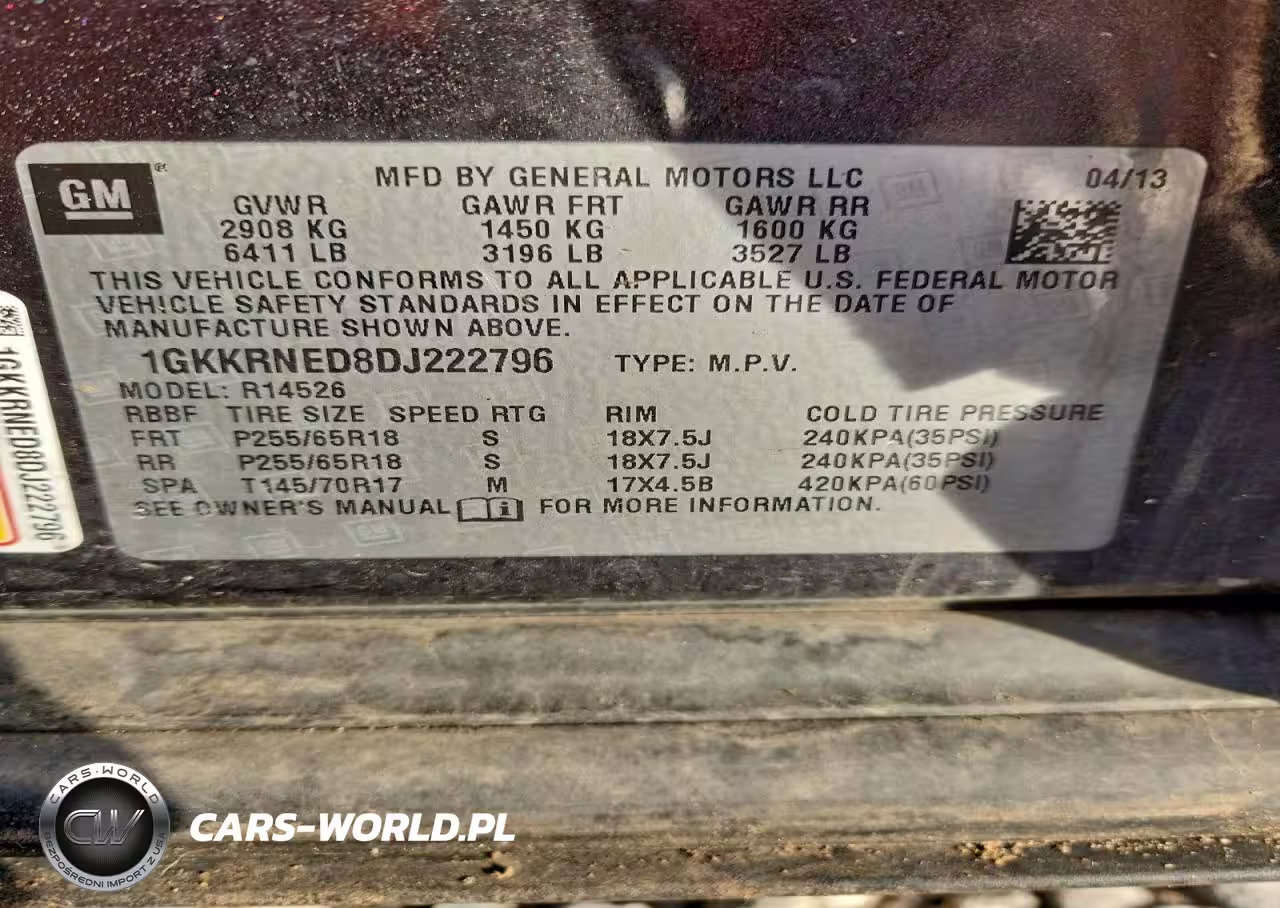 GM
MFD BY GENERAL MOTORS LLC 04/13
GVWR GAWR FRT GAWR RR
2908 KG 1450 KG 1600 KG
6411 LB 3196 LB 3527 LB
THIS VEHICLE CONFORMS TO ALL APPLICABLE U.S. FEDERAL MOTOR
VEHICLE SAFETY STANDARDS IN EFFECT ON THE DATE OF
MANUFACTURE SHOWN ABOVE.
1GKKRNED8DJ222796 TYPE: M.P.V.
MODEL: R14526
RBBF TIRE SIZE SPEED RTG RIM COLD TIRE PRESSURE
FRT P255/65R18 S 18X7.5J 240KPA(35PSI)
RR P255/65R18 S 18X7.5J 240KPA(35PSI)
SPA T145/70R17 M 17X4.5B 420KPA(60PSI)
SEE OWNER'S MANUAL i FOR MORE INFORMATION.
1GKKRNED8DJ222796
CARS-WORLD
CW
BEZPOŚREDNI IMPORT Z USA
CARS-WORLD.PL